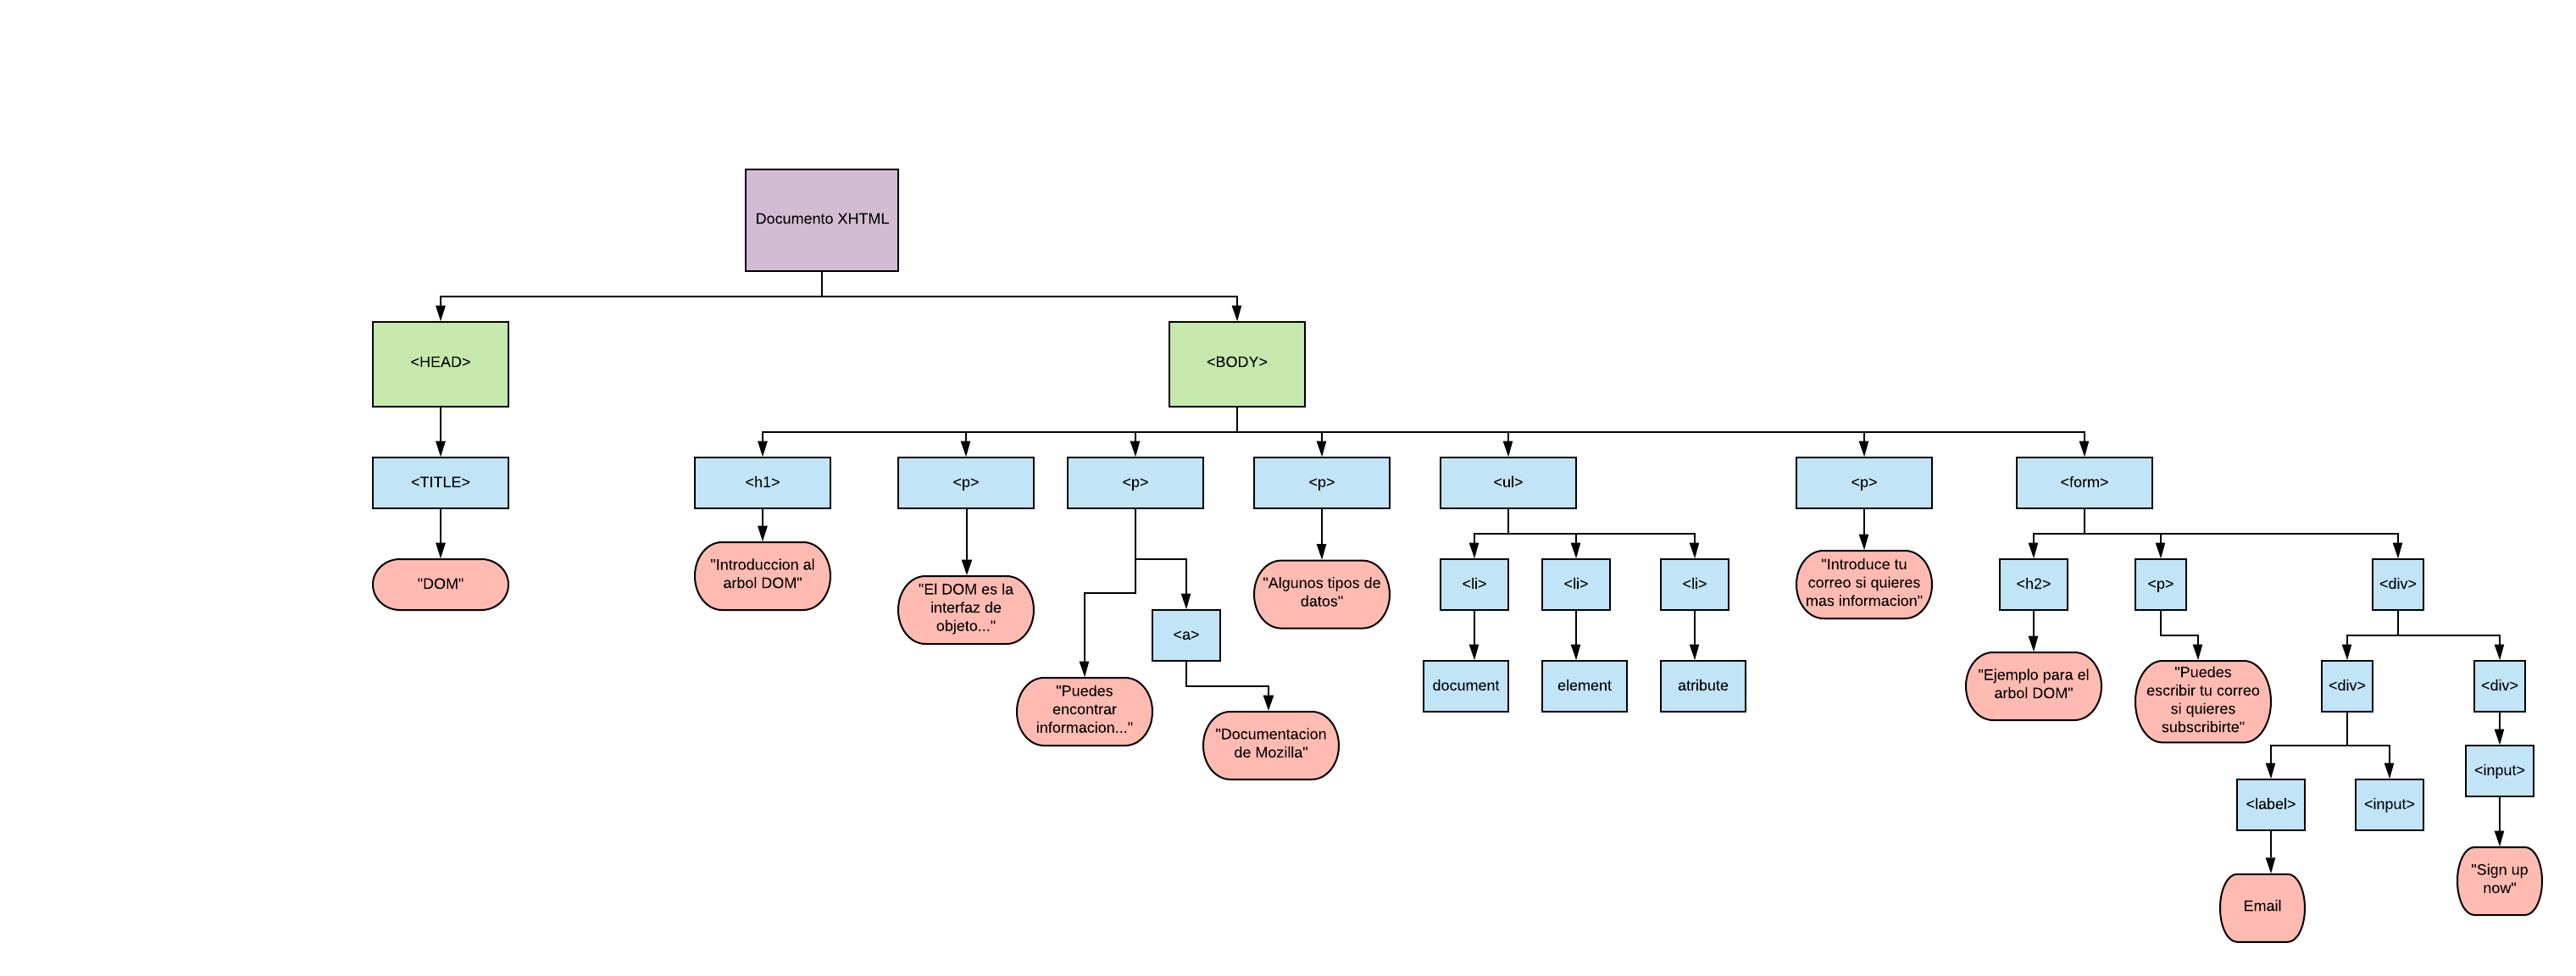 Documento XHTML
<HEAD>
<BODY>
<TITLE>
<h1>
<p>
<p>
<p>
<ul>
<p>
<form>
"DOM"
"Introduccion al
arbol DOM"
"El DOM es la
interfaz de
objeto..."
<a>
"Puedes
encontrar
informacion..."
"Documentacion
de Mozilla"
"Algunos tipos de
datos"
<li>
<li>
<li>
document
element
atribute
"Introduce tu
correo si quieres
mas informacion"
<h2>
<p>
<div>
"Ejemplo para el
arbol DOM"
"Puedes
escribir tu correo
si quieres
subscribirte"
<div>
<div>
<label>
<input>
<input>
Email
"Sign up
now"